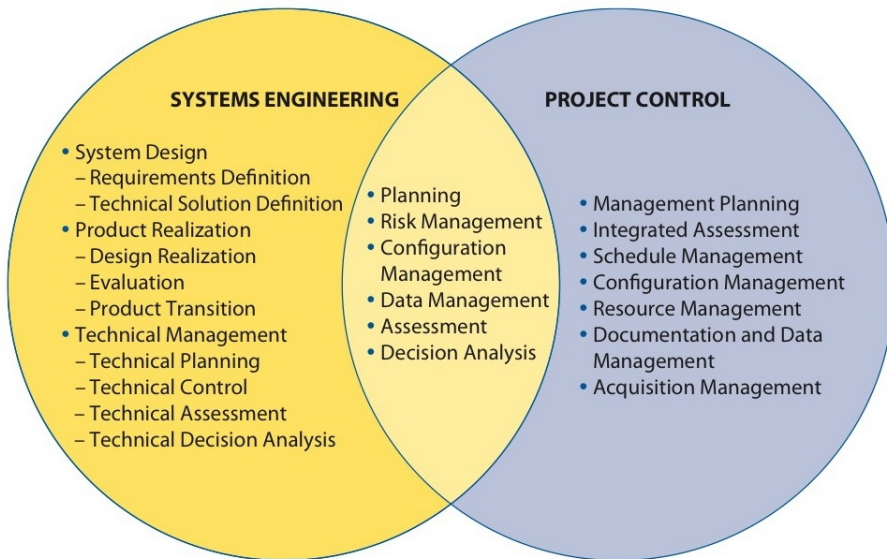 SYSTEMS ENGINEERING
• System Design
– Requirements Definition
– Technical Solution Definition
• Product Realization
– Design Realization
– Evaluation
– Product Transition
• Technical Management
– Technical Planning
– Technical Control
– Technical Assessment
– Technical Decision Analysis
• Planning
• Risk Management
• Configuration
Management
• Data Management
• Assessment
• Decision Analysis
PROJECT CONTROL
• Management Planning
• Integrated Assessment
• Schedule Management
• Configuration Management
• Resource Management
• Documentation and Data
Management
• Acquisition Management